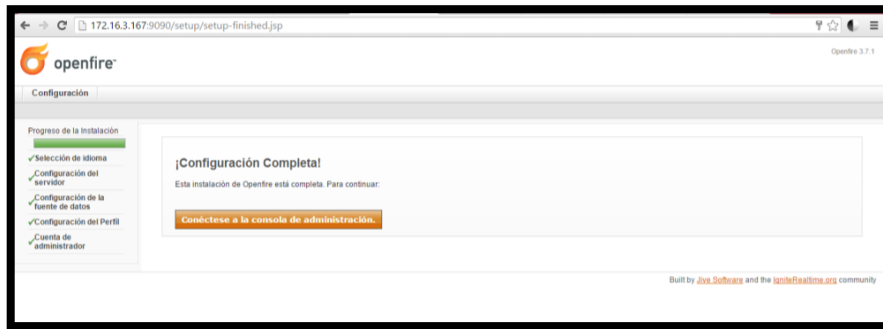 172.16.3.167:9090/setup/setup-finished.jsp
openfire
Openfire 3.7.1
Configuración
Progreso de la Instalación
Selección de idioma
Configuración del
servidor
Configuración de la
fuente de datos
Configuración del Perfil
Cuenta de
administrador
¡Configuración Completa!
Esta instalación de Openfire está completa. Para continuar:
Conéctese a la consola de administración.
Built by Jive Software and the IgniteRealtime.org community